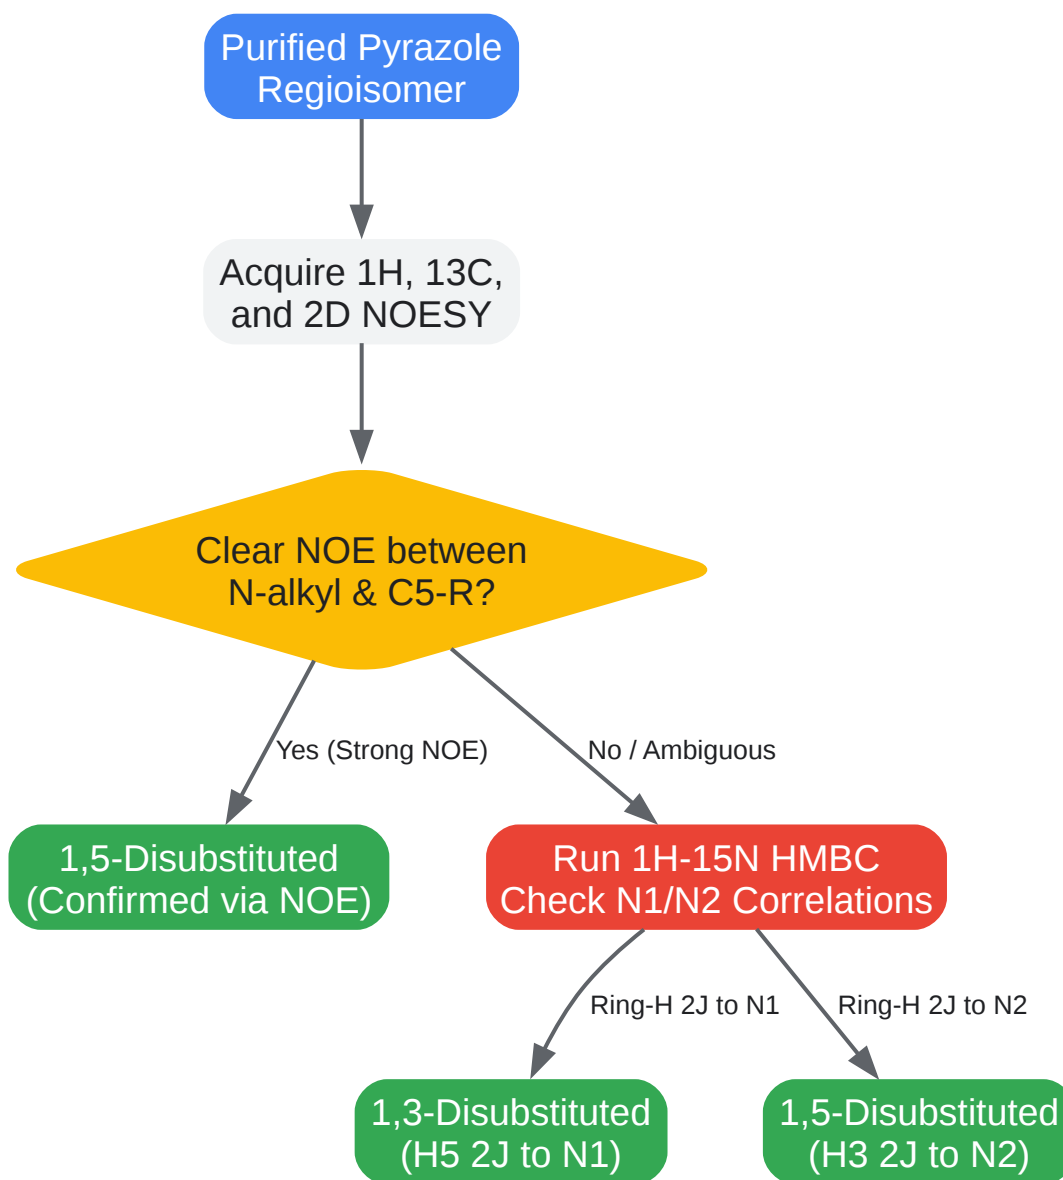 Purified Pyrazole
Regioisomer
Acquire 1H, 13C,
and 2D NOESY
Clear NOE between
N-alkyl & C5-R?
Yes (Strong NOE)
No / Ambiguous
1,5-Disubstituted
(Confirmed via NOE)
Run 1H-15N HMBC
Check N1/N2 Correlations
Ring-H 2J to N1
Ring-H 2J to N2
1,3-Disubstituted
(H5 2J to N1)
1,5-Disubstituted
(H3 2J to N2)